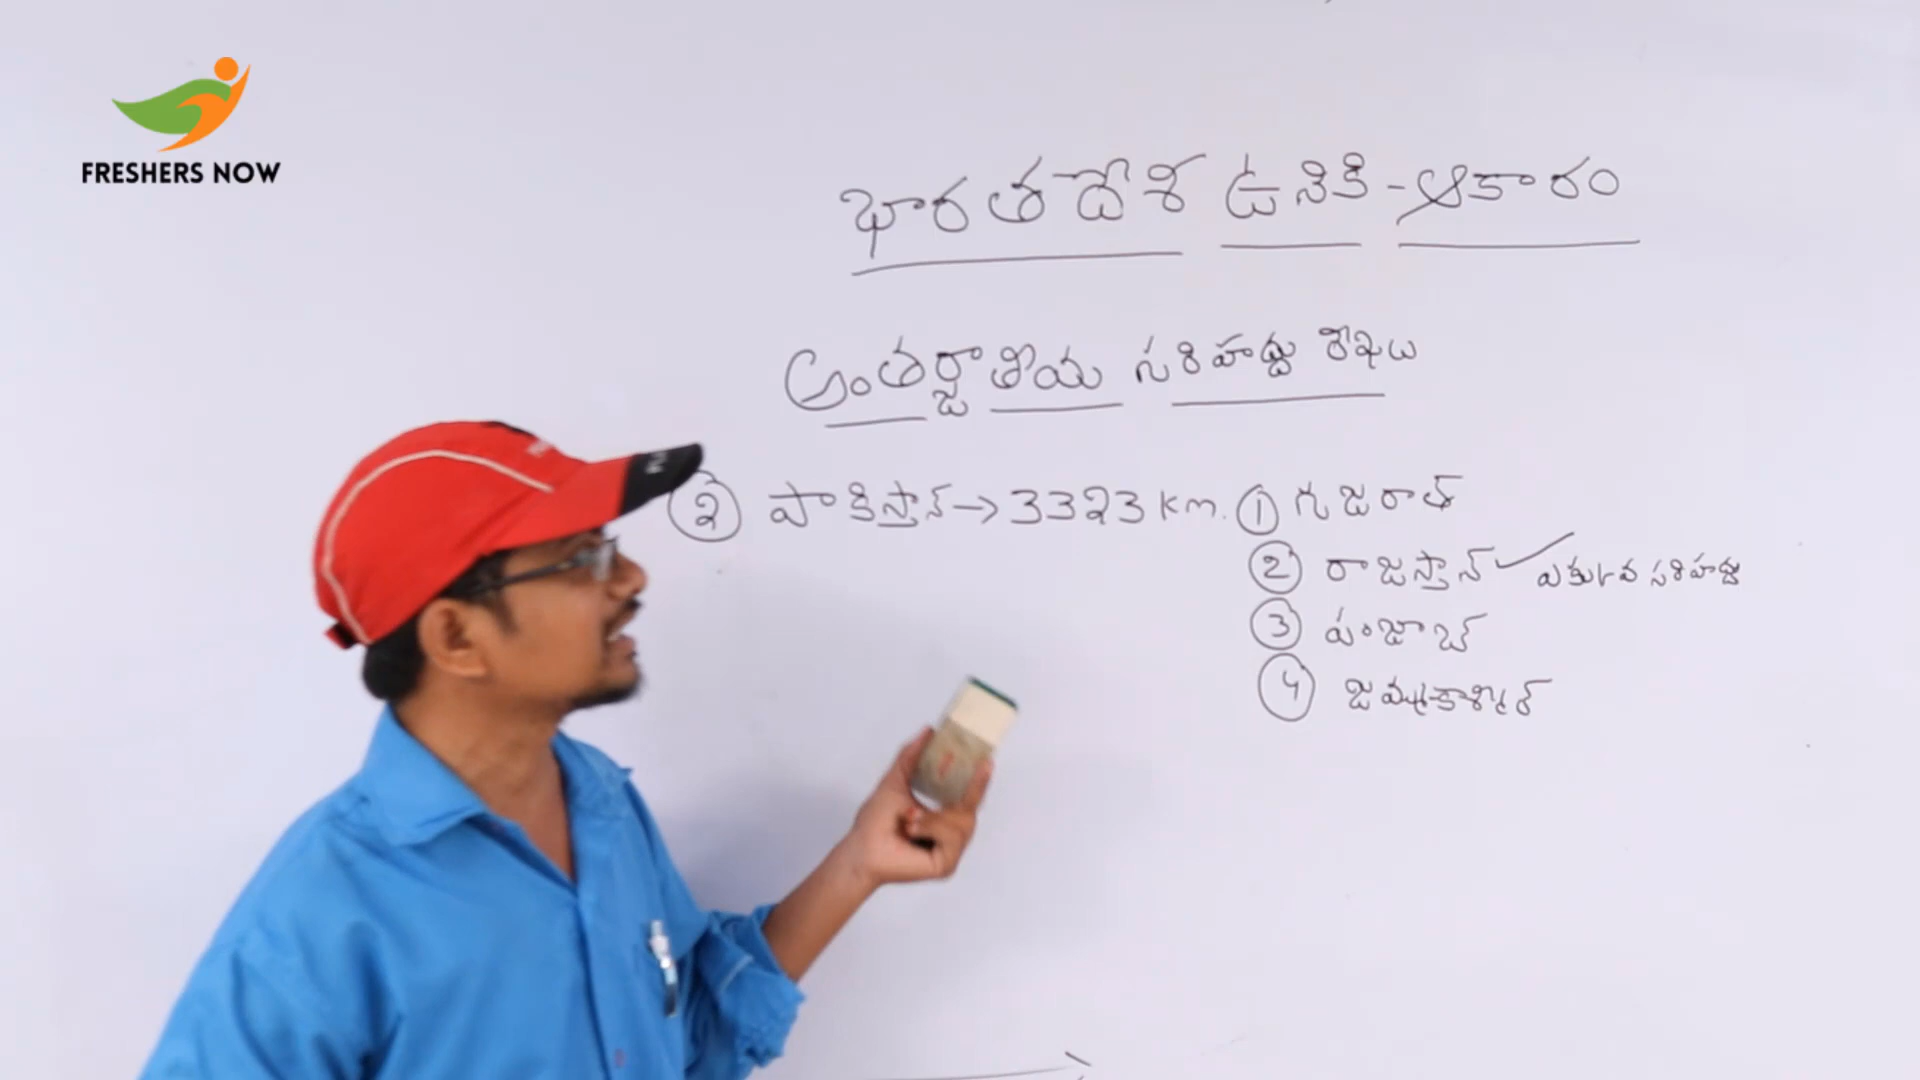 FRESHERS NOW
భారత దేశ ఉనికి - ఆకారం
అంతర్జాతీయ సరిహద్దు రేఖలు
② పాకిస్తాన్ → 3323 km. ① గుజరాత్
② రాజస్తాన్ ✓ ఎక్కువ సరిహద్దు
③ పంజాబ్
④ జమ్ముకాశ్మీర్